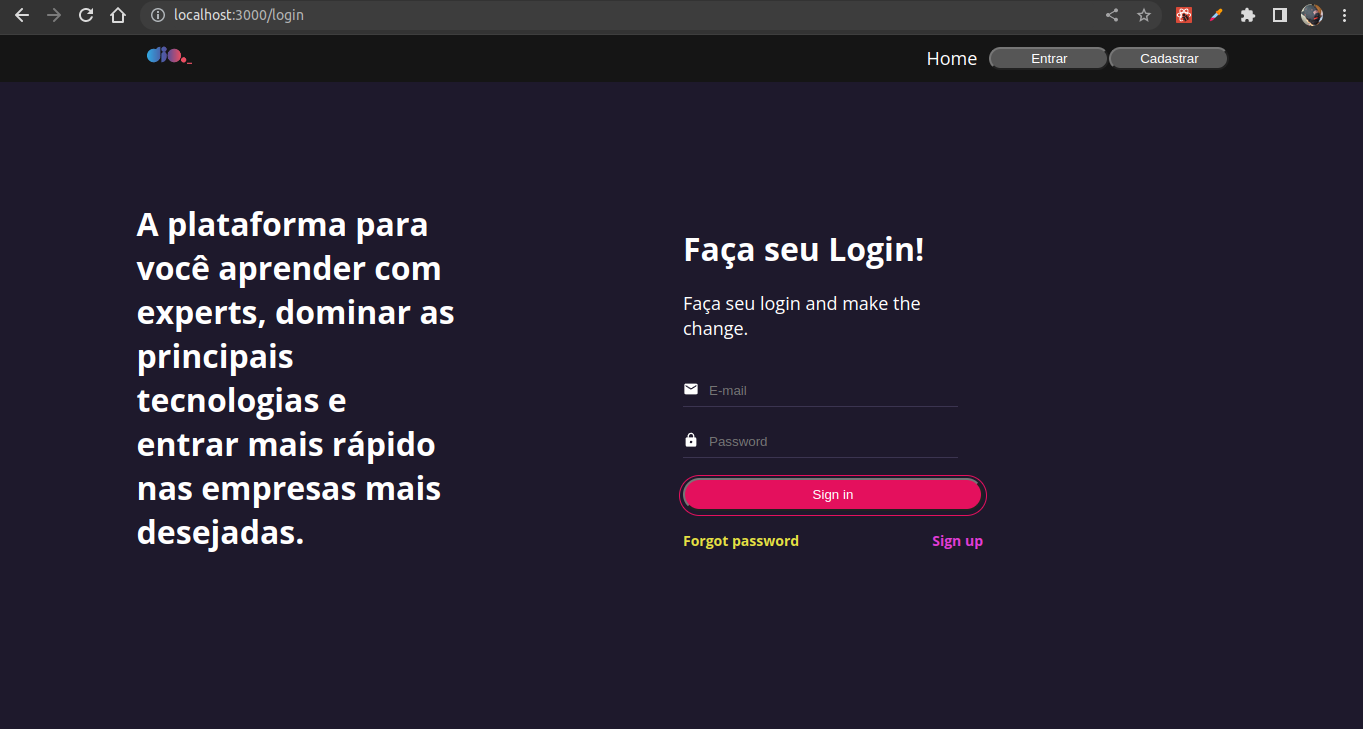 localhost:3000/login
dio._
Home Entrar Cadastrar
A plataforma para
você aprender com
experts, dominar as
principais
tecnologias e
entrar mais rápido
nas empresas mais
desejadas.
Faça seu Login!
Faça seu login and make the
change.
E-mail
Password
Sign in
Forgot password Sign up